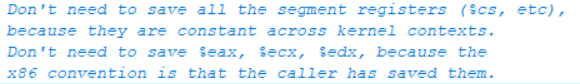 Don't need to save all the segment registers (%cs, etc),
because they are constant across kernel contexts.
Don't need to save %eax, %ecx, %edx, because the
x86 convention is that the caller has saved them.